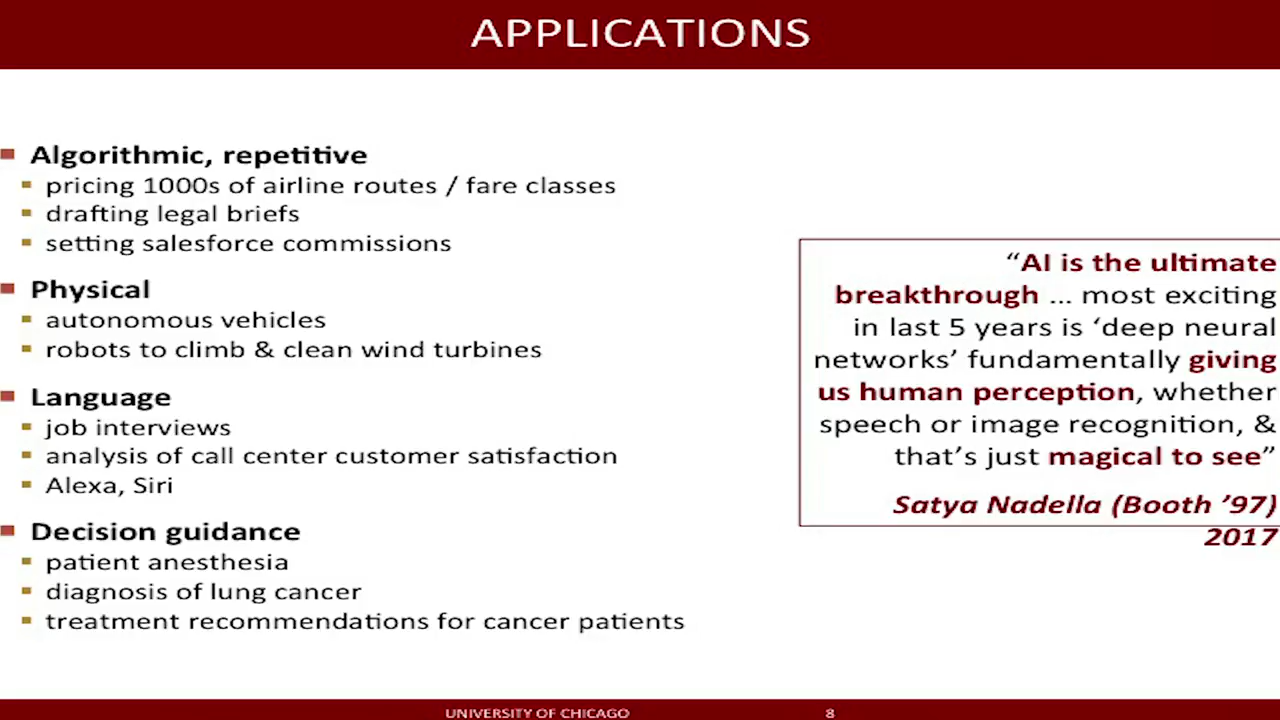 APPLICATIONS
Algorithmic, repetitive
pricing 1000s of airline routes / fare classes
drafting legal briefs
setting salesforce commissions
Physical
autonomous vehicles
robots to climb & clean wind turbines
Language
job interviews
analysis of call center customer satisfaction
Alexa, Siri
Decision guidance
patient anesthesia
diagnosis of lung cancer
treatment recommendations for cancer patients
“AI is the ultimate
breakthrough ... most exciting
in last 5 years is ‘deep neural
networks’ fundamentally giving
us human perception, whether
speech or image recognition, &
that’s just magical to see”
Satya Nadella (Booth ’97)
2017
UNIVERSITY OF CHICAGO
8